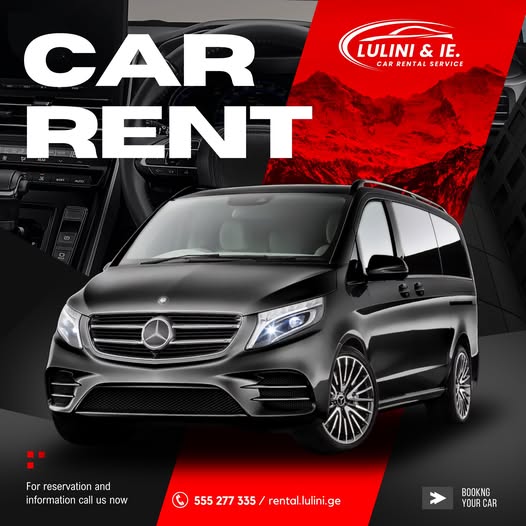 CAR
RENT
LULINI & IE.
CAR RENTAL SERVICE
For reservation and
information call us now
555 277 335 / rental.lulini.ge
BOOKNG
YOUR CAR